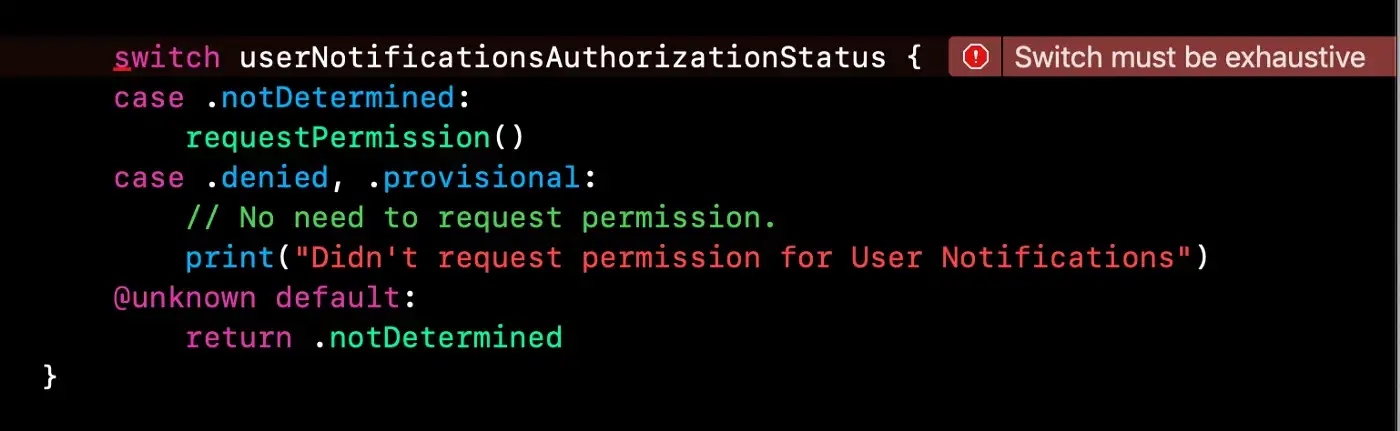 switch userNotificationsAuthorizationStatus { Switch must be exhaustive
case .notDetermined:
requestPermission()
case .denied, .provisional:
// No need to request permission.
print("Didn't request permission for User Notifications")
@unknown default:
return .notDetermined
}